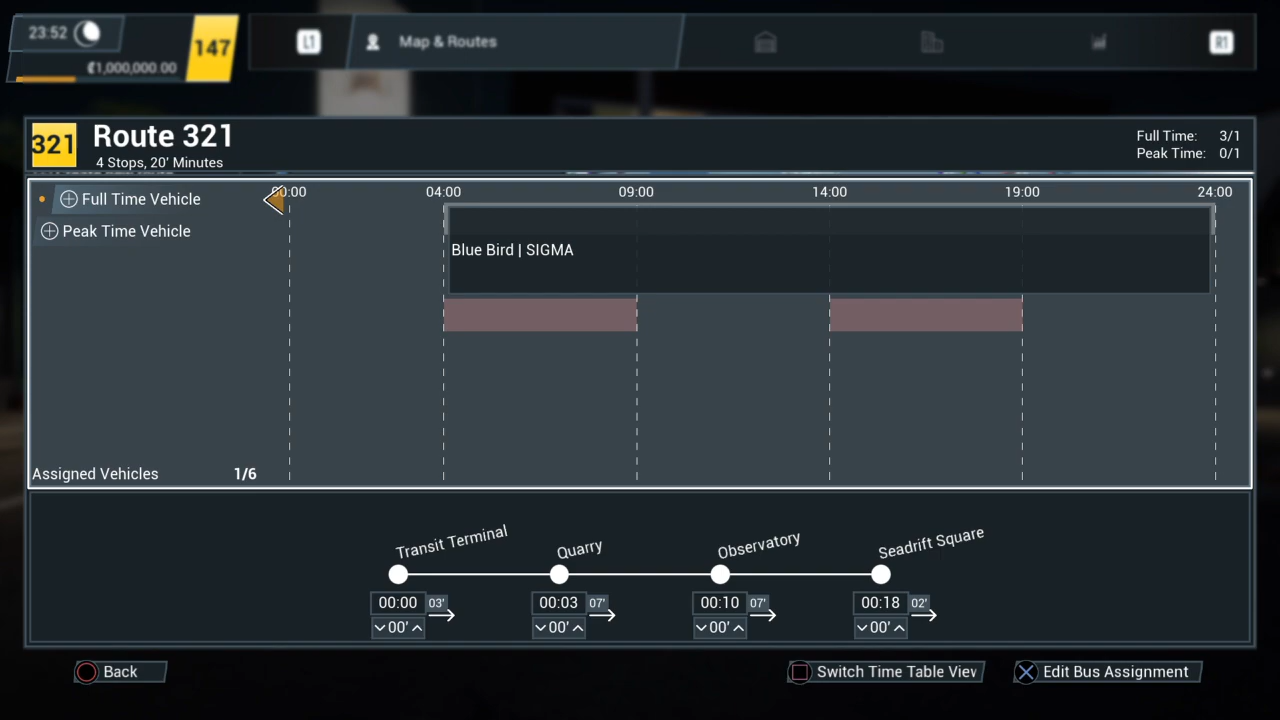 23:52
147
₵1,000,000.00
L1
Map & Routes
R1
321
Route 321
4 Stops, 20' Minutes
Full Time: 3/1
Peak Time: 0/1
Full Time Vehicle
00:00 04:00 09:00 14:00 19:00 24:00
Peak Time Vehicle
Blue Bird | SIGMA
Assigned Vehicles 1/6
Transit Terminal Quarry Observatory Seadrift Square
00:00 03' 00:03 07' 00:10 07' 00:18 02'
00' 00' 00' 00'
Back
Switch Time Table View
Edit Bus Assignment